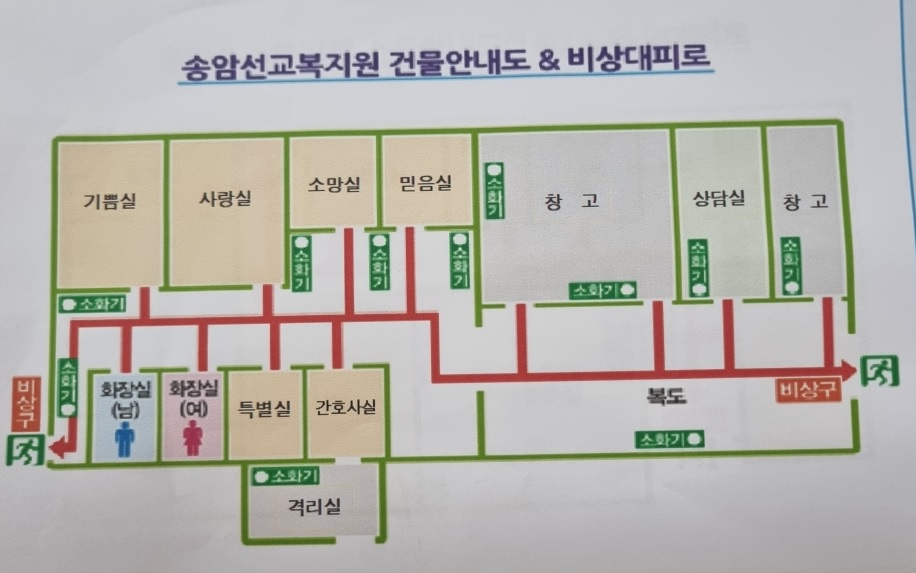 송암선교복지원 건물안내도 & 비상대피로
기쁨실
사랑실
소망실
믿음실
소화기
창 고
상담실
창 고
소화기
소화기
소화기
소화기
소화기
소화기
소화기
소화기
비상구
화장실
(남)
화장실
(여)
특별실
간호사실
복도
비상구
소화기
소화기
격리실